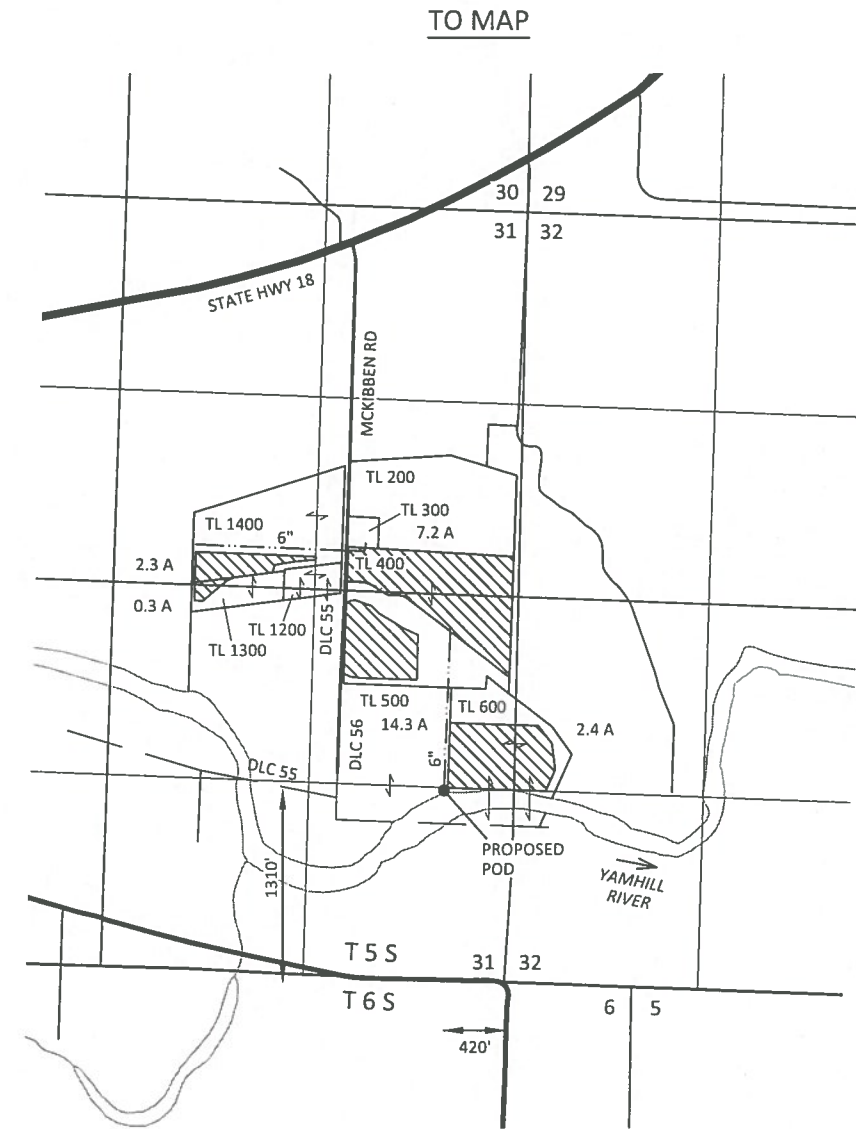 TO MAP
30 29
31 32
STATE HWY 18
MCKIBBEN RD
TL 200
TL 300
TL 1400
6"
7.2 A
2.3 A
TL 400
0.3 A
TL 1200
TL 1300
DLC 55
TL 500
TL 600
14.3 A
2.4 A
DLC 56
6"
DLC 55
PROPOSED
POD
1310'
YAMHILL
RIVER
T 5 S
31 32
T 6 S
6 5
420'